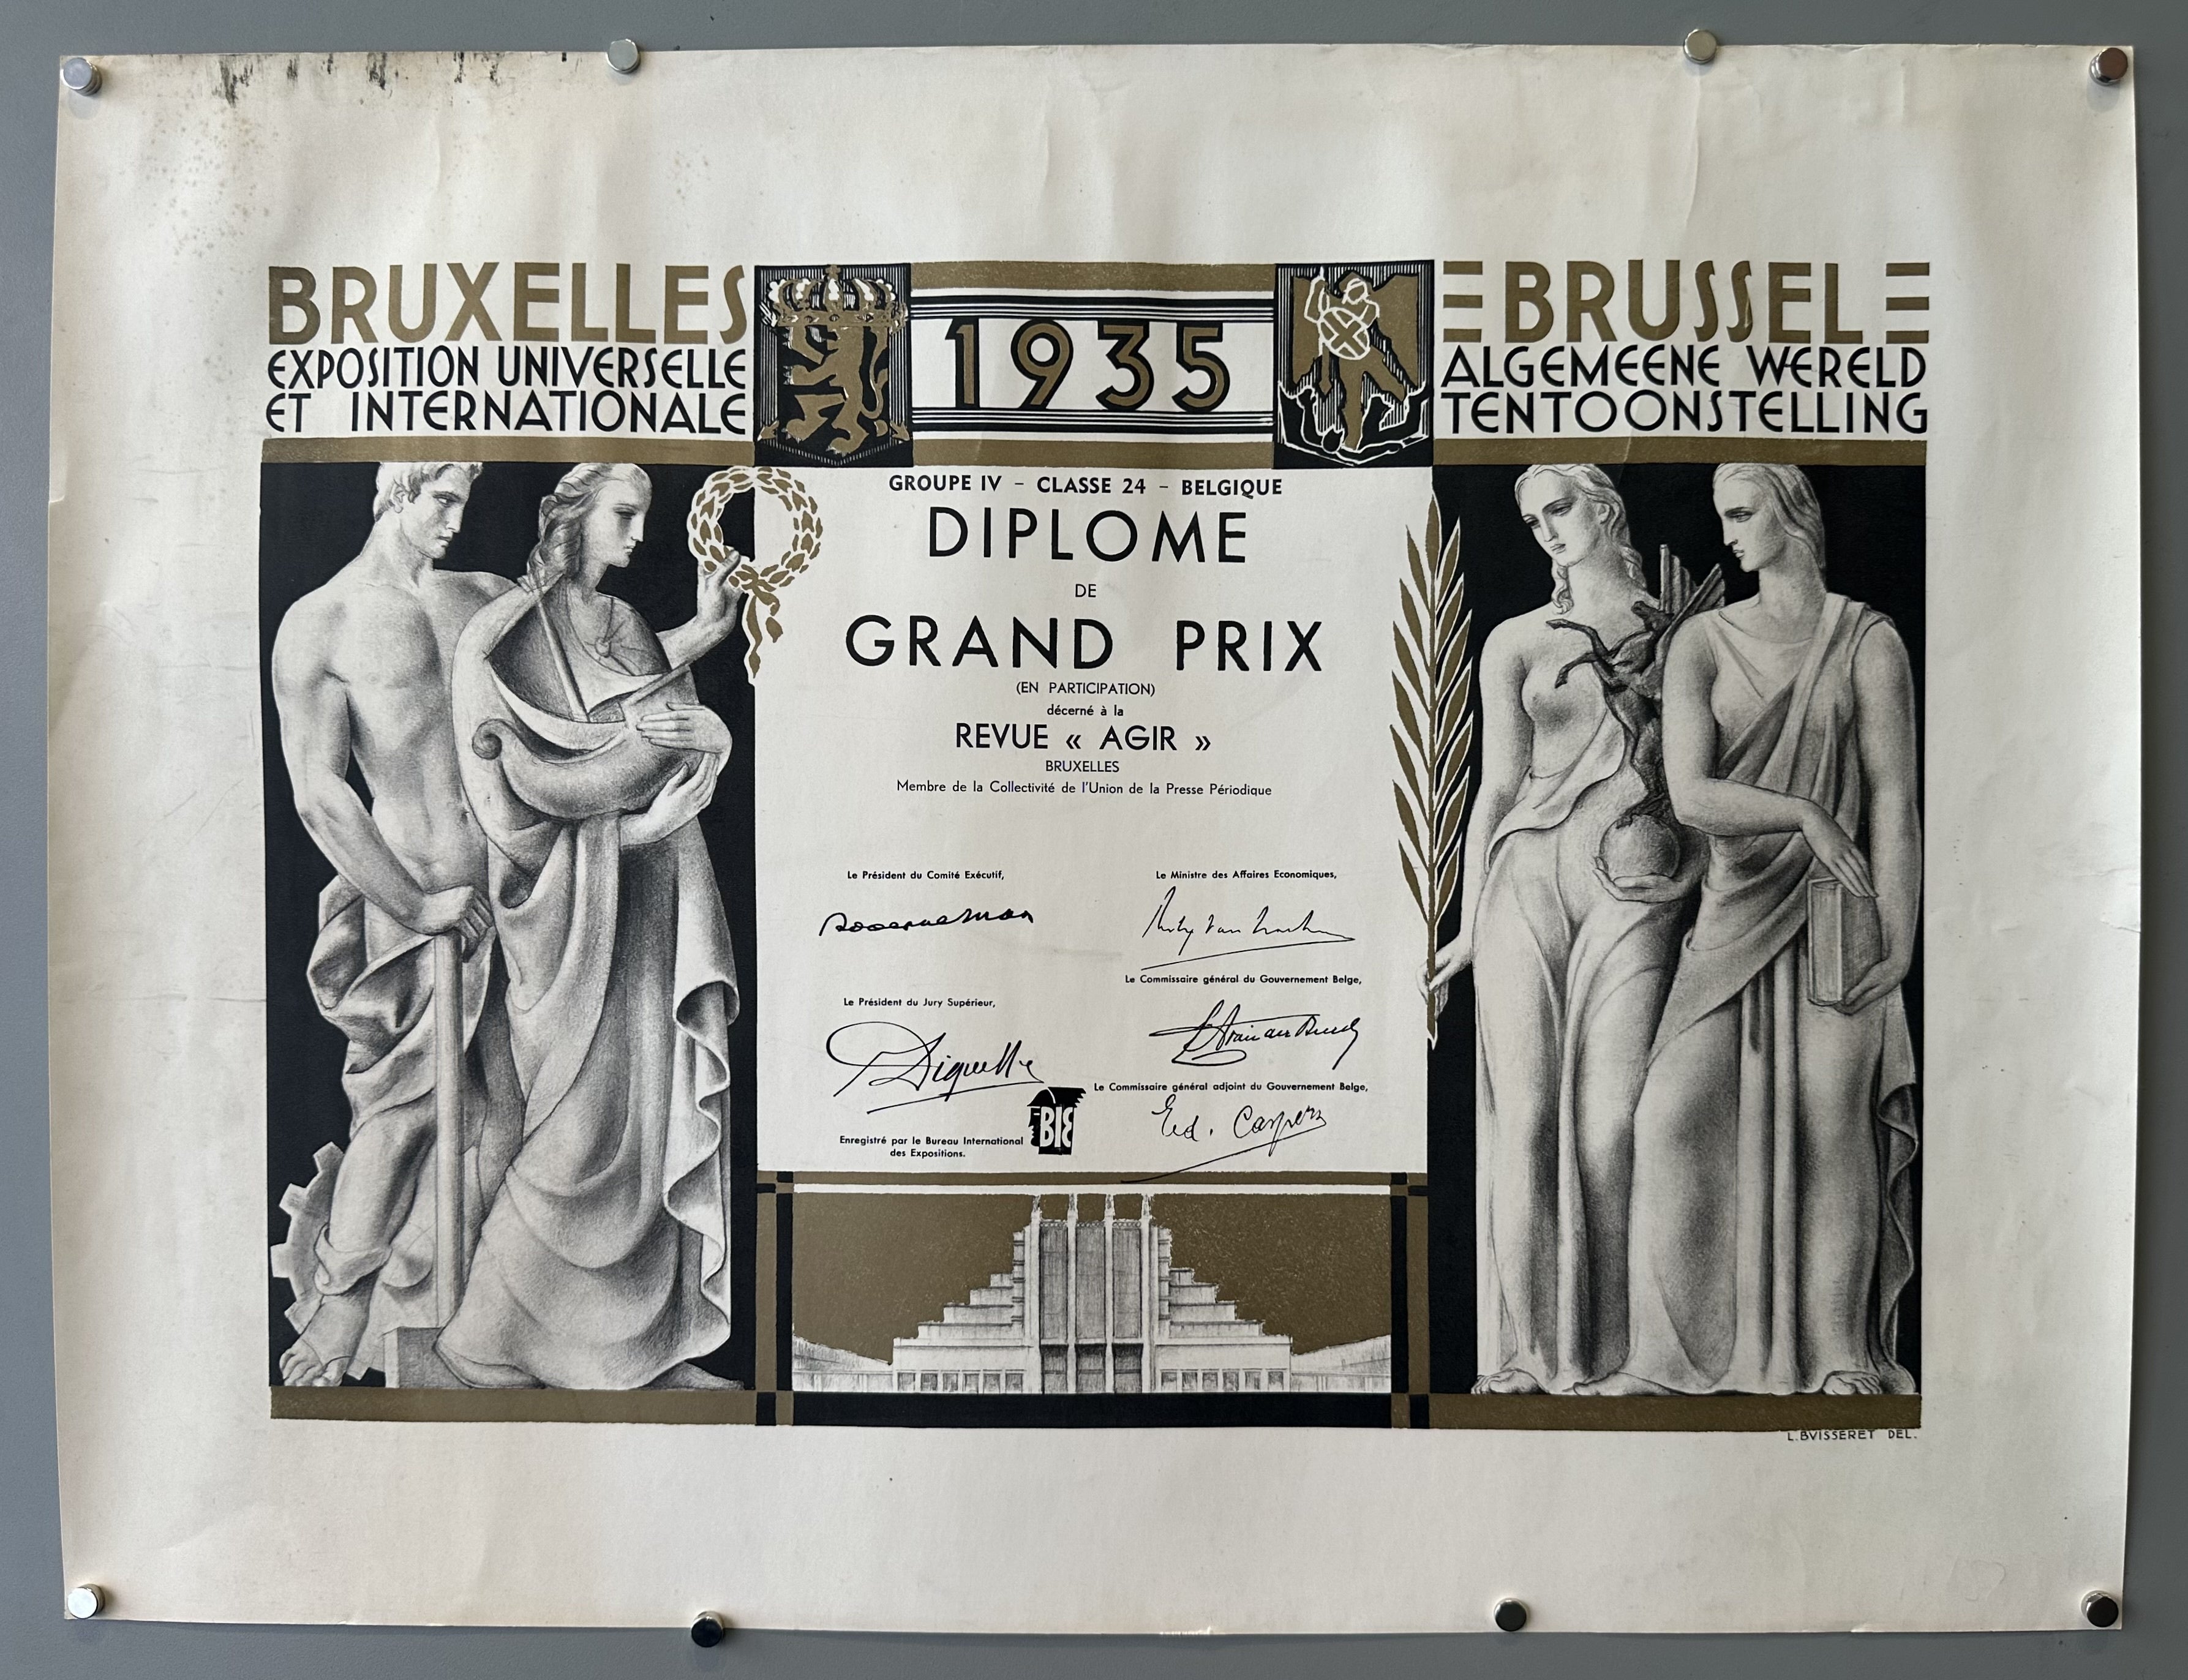 BRUXELLES
EXPOSITION UNIVERSELLE
ET INTERNATIONALE
1935
BRUSSEL
ALGEMEENE WERELD
TENTOONSTELLING
GROUPE IV - CLASSE 24 - BELGIQUE
DIPLOME
DE
GRAND PRIX
(EN PARTICIPATION)
décerné à la
REVUE « AGIR »
BRUXELLES
Membre de la Collectivité de l'Union de la Presse Périodique
Le Président du Comité Exécutif,
Le Ministre des Affaires Economiques,
Le Commissaire général du Gouvernement Belge,
Le Président du Jury Supérieur,
Le Commissaire général adjoint du Gouvernement Belge,
Ed. Caspers
Enregistré par le Bureau International
des Expositions.
BIE
L. BVISSERET DEL.